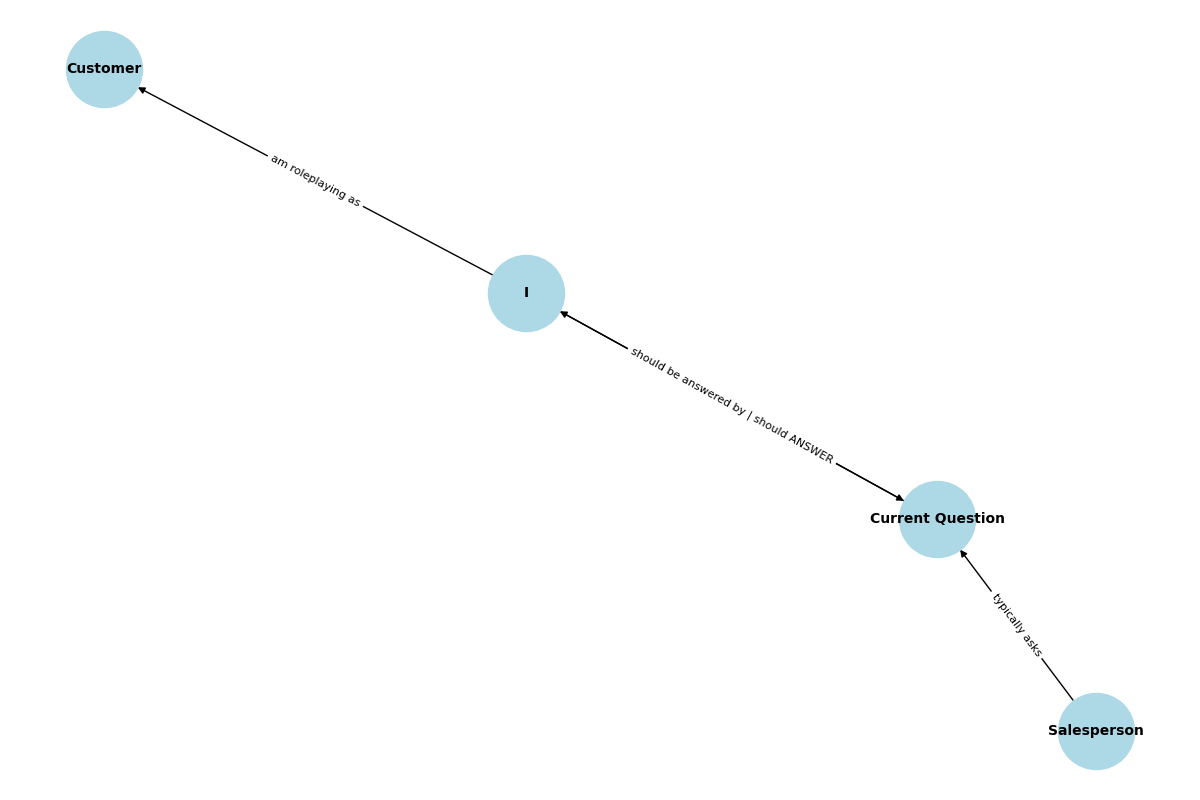 Customer
am roleplaying as
I
should be answered by | should ANSWER
Current Question
typically asks
Salesperson